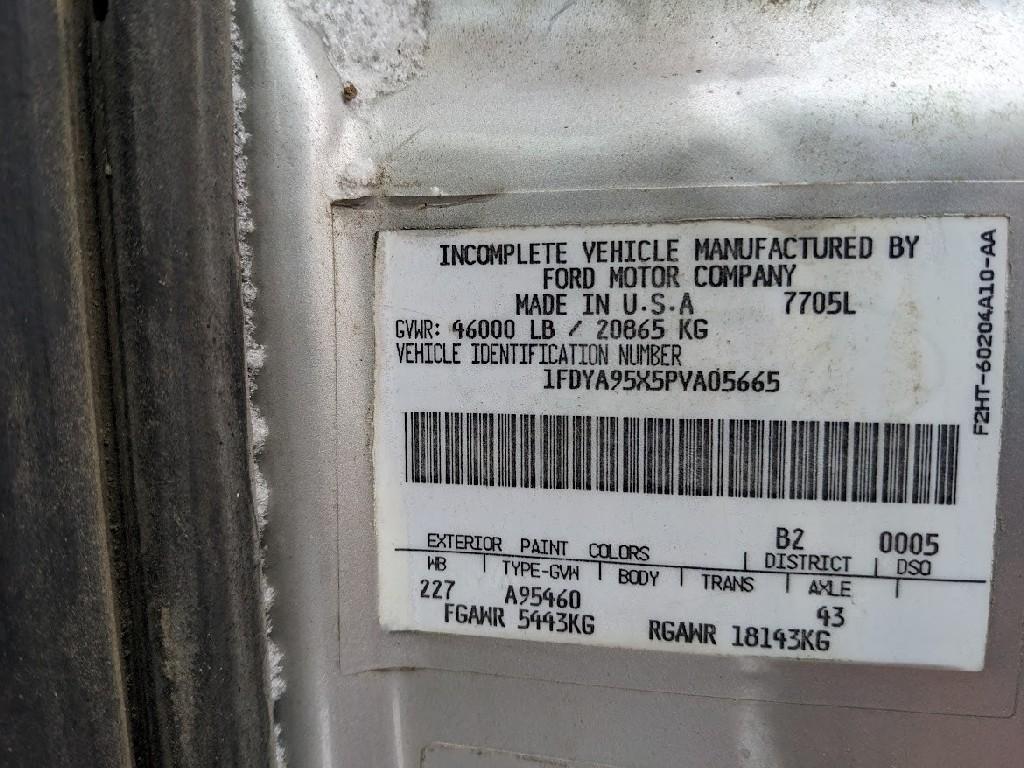 INCOMPLETE VEHICLE MANUFACTURED BY
FORD MOTOR COMPANY
MADE IN U.S.A 7705L
GVWR: 46000 LB / 20865 KG
VEHICLE IDENTIFICATION NUMBER
1FDYA95X5PVA05665
B2 0005
EXTERIOR PAINT COLORS DISTRICT DSO
WB TYPE-GVW BODY TRANS AXLE
227 A95460 43
FGAWR 5443KG RGAWR 18143KG
F2HT-60204A10-AA